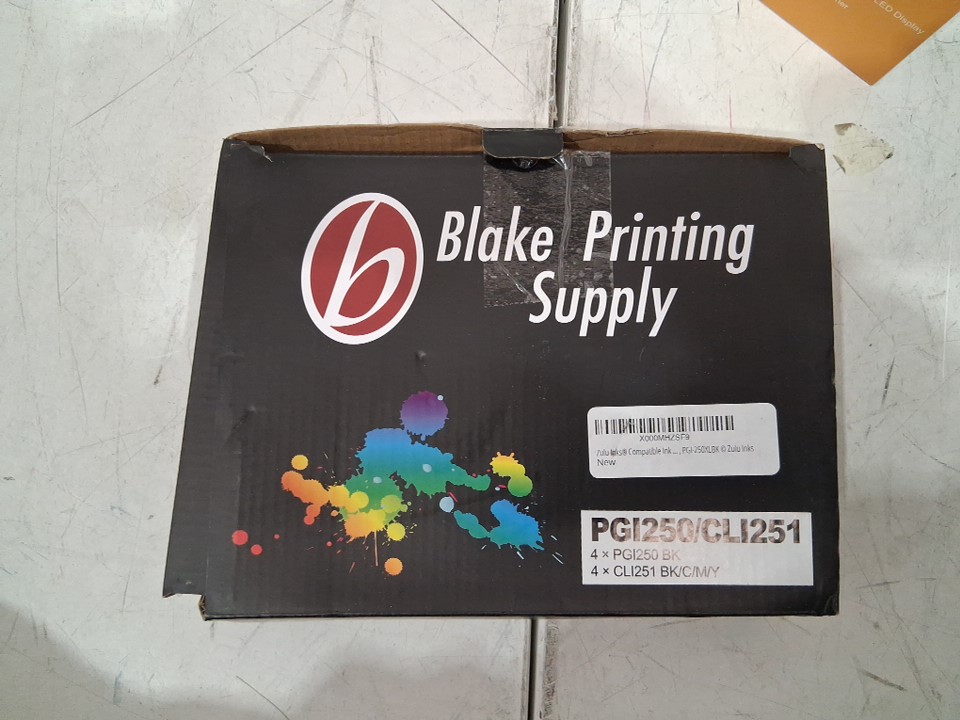 LED Display
b
Blake Printing
Supply
X000MHZSF9
Zulu Inks® Compatible Ink ... , PGI-250XLBK © Zulu Inks
New
PGI250/CLI251
4 × PGI250 BK
4 × CLI251 BK/C/M/Y